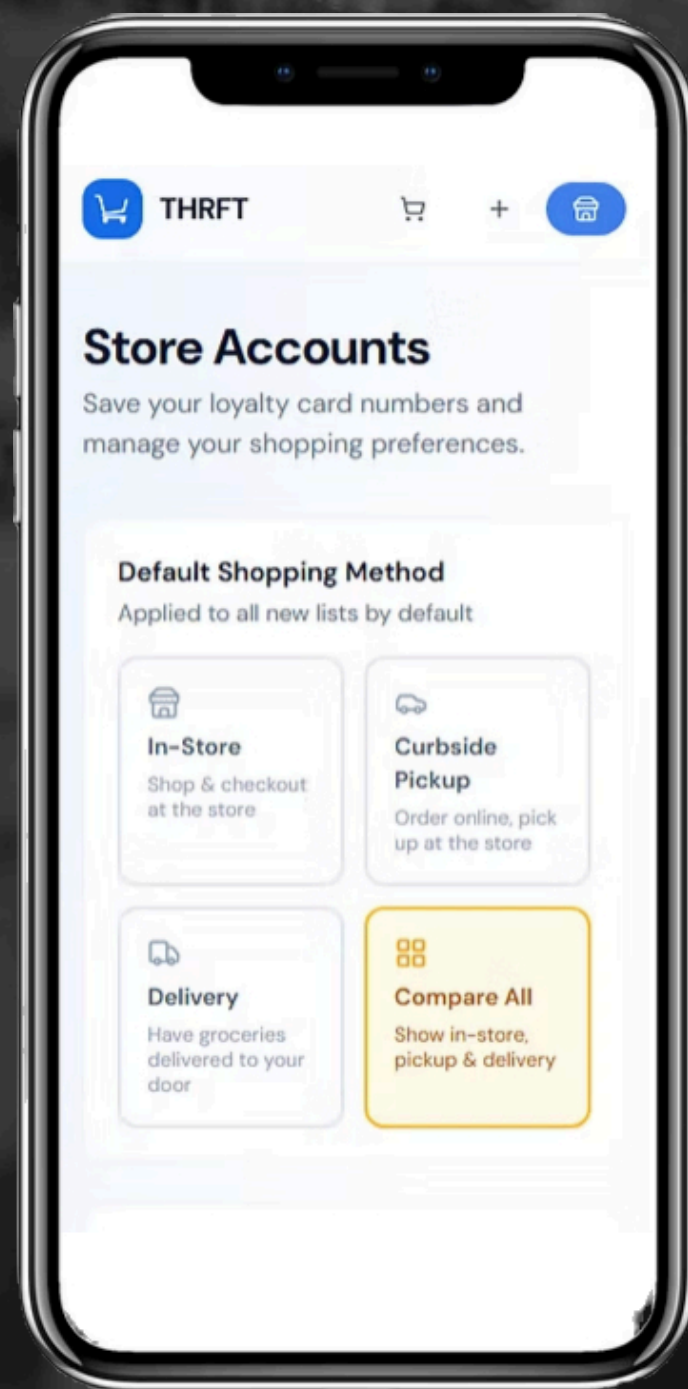 THRFT
Store Accounts
Save your loyalty card numbers and
manage your shopping preferences.
Default Shopping Method
Applied to all new lists by default
In-Store
Shop & checkout
at the store
Curbside
Pickup
Order online, pick
up at the store
Delivery
Have groceries
delivered to your
door
Compare All
Show in-store,
pickup & delivery